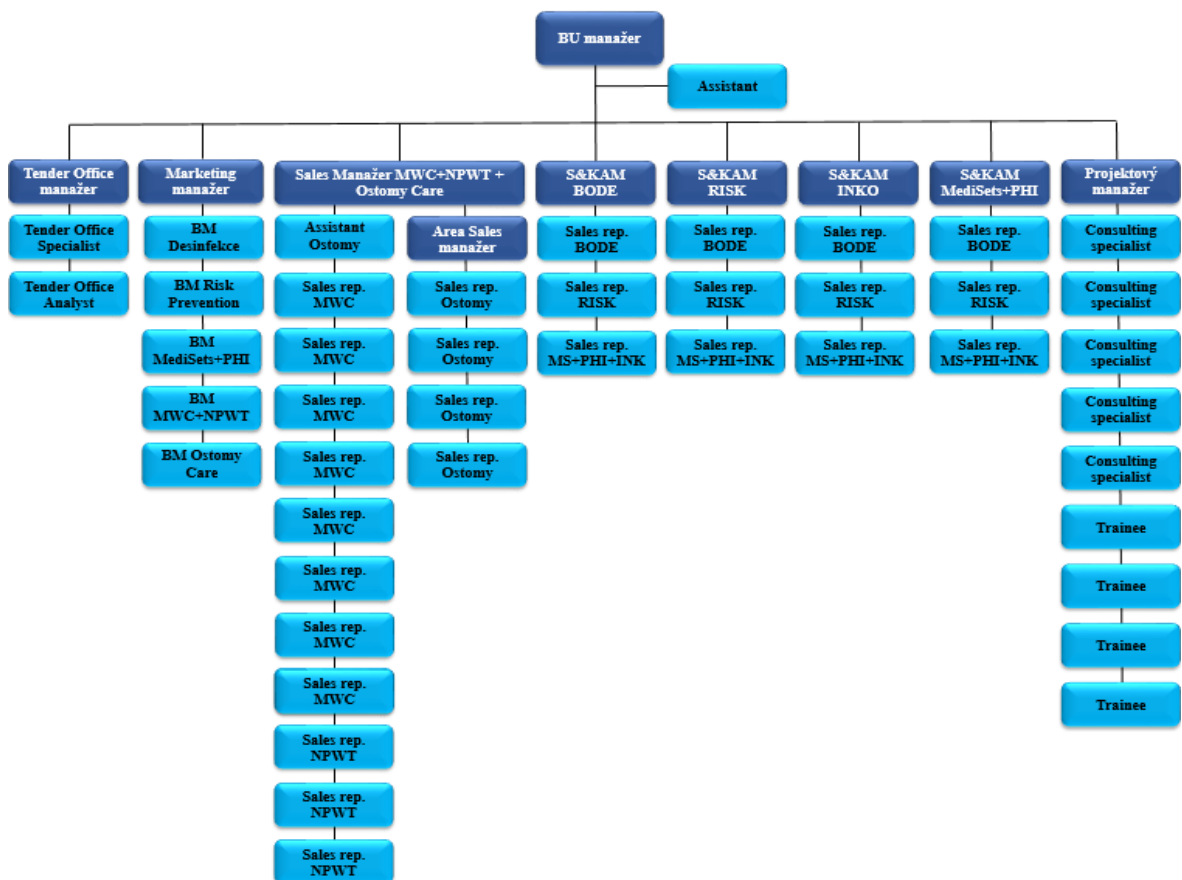 BU manažer
Assistant
Tender Office
manažer
Tender Office
Specialist
Tender Office
Analyst
Marketing
manažer
BM
Desinfekce
BM Risk
Prevention
BM
MediSets+PHI
BM
MWC+NPWT
BM Ostomy
Care
Sales Manažer MWC+NPWT +
Ostomy Care
Assistant
Ostomy
Sales rep.
MWC
Sales rep.
MWC
Sales rep.
MWC
Sales rep.
MWC
Sales rep.
MWC
Sales rep.
MWC
Sales rep.
MWC
Sales rep.
MWC
Sales rep.
NPWT
Sales rep.
NPWT
Sales rep.
NPWT
Area Sales
manažer
Sales rep.
Ostomy
Sales rep.
Ostomy
Sales rep.
Ostomy
Sales rep.
Ostomy
S&KAM
BODE
Sales rep.
BODE
Sales rep.
RISK
Sales rep.
MS+PHI+INK
S&KAM
RISK
Sales rep.
BODE
Sales rep.
RISK
Sales rep.
MS+PHI+INK
S&KAM
INKO
Sales rep.
BODE
Sales rep.
RISK
Sales rep.
MS+PHI+INK
S&KAM
MediSets+PHI
Sales rep.
BODE
Sales rep.
RISK
Sales rep.
MS+PHI+INK
Projektový
manažer
Consulting
specialist
Consulting
specialist
Consulting
specialist
Consulting
specialist
Consulting
specialist
Trainee
Trainee
Trainee
Trainee